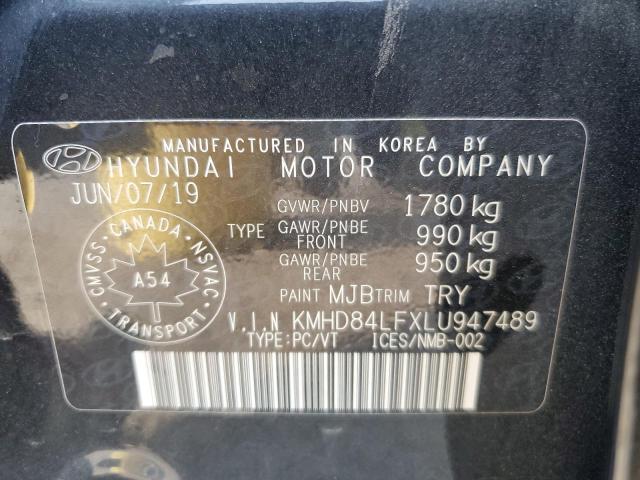 MANUFACTURED IN KOREA BY
HYUNDAI MOTOR COMPANY
JUN/07/19
GVWR/PNBV 1780 kg
TYPE GAWR/PNBE FRONT 990 kg
GAWR/PNBE REAR 950 kg
CMVSS · CANADA · NSVAC
A54
TRANSPORT
PAINT MJB TRIM TRY
V.I.N KMHD84LFXLU947489
TYPE:PC/VT ICES/NMB-002